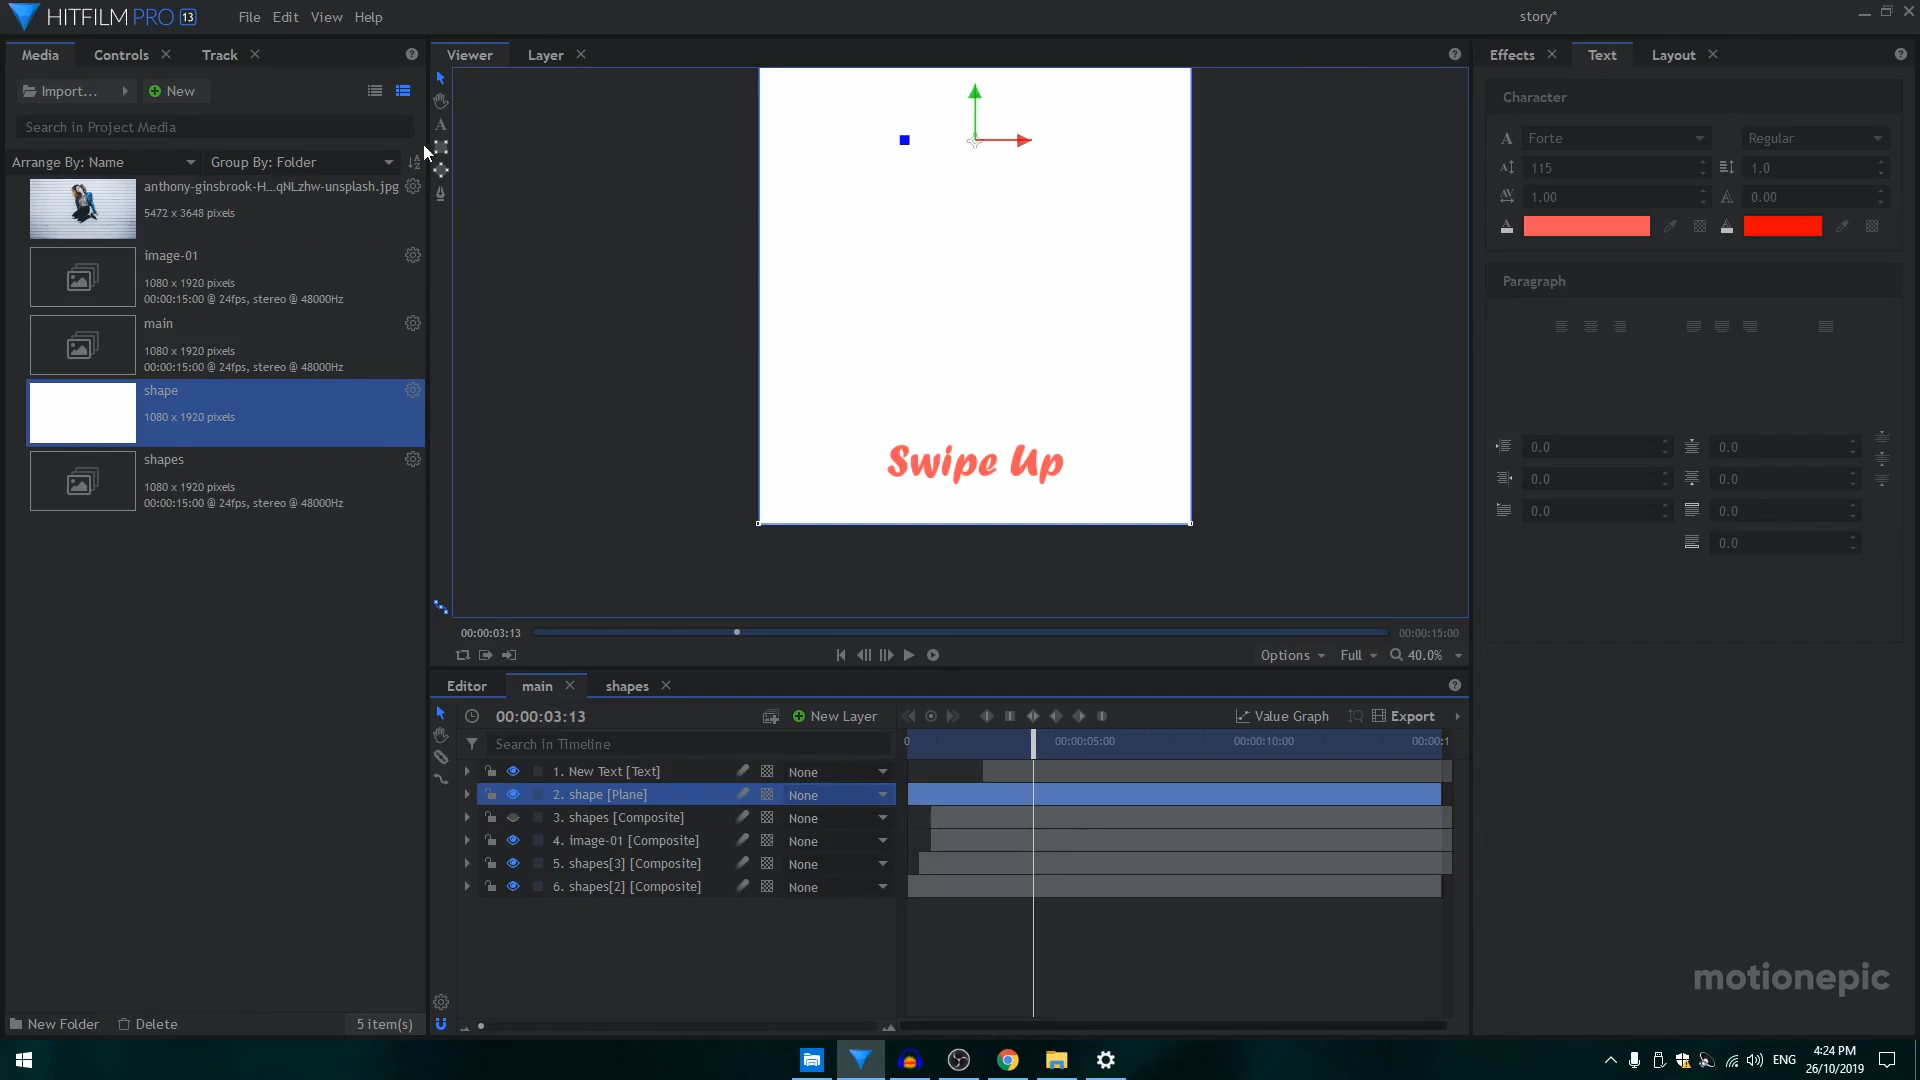 HITFILM PRO 13
File Edit View Help
story*
Media Controls Track
Viewer Layer
Effects Text Layout
Import... New
Search in Project Media
Arrange By: Name Group By: Folder
anthony-ginsbrook-H...qNLzhw-unsplash.jpg
5472 x 3648 pixels
image-01
1080 x 1920 pixels
00:00:15:00 @ 24fps, stereo @ 48000Hz
main
1080 x 1920 pixels
00:00:15:00 @ 24fps, stereo @ 48000Hz
shape
1080 x 1920 pixels
shapes
1080 x 1920 pixels
00:00:15:00 @ 24fps, stereo @ 48000Hz
New Folder Delete 5 item(s)
Swipe Up
00:00:03:13 00:00:15:00
Options Full 40.0%
Character
Forte Regular
115 1.0
1.00 0.00
Paragraph
0.0 0.0
0.0 0.0
0.0 0.0
0.0
Editor main shapes
00:00:03:13 New Layer Value Graph Export
Search in Timeline
0 00:00:05:00 00:00:10:00 00:00:1
1. New Text [Text] None
2. shape [Plane] None
3. shapes [Composite] None
4. image-01 [Composite] None
5. shapes[3] [Composite] None
6. shapes[2] [Composite] None
motionepic
ENG
4:24 PM
26/10/2019